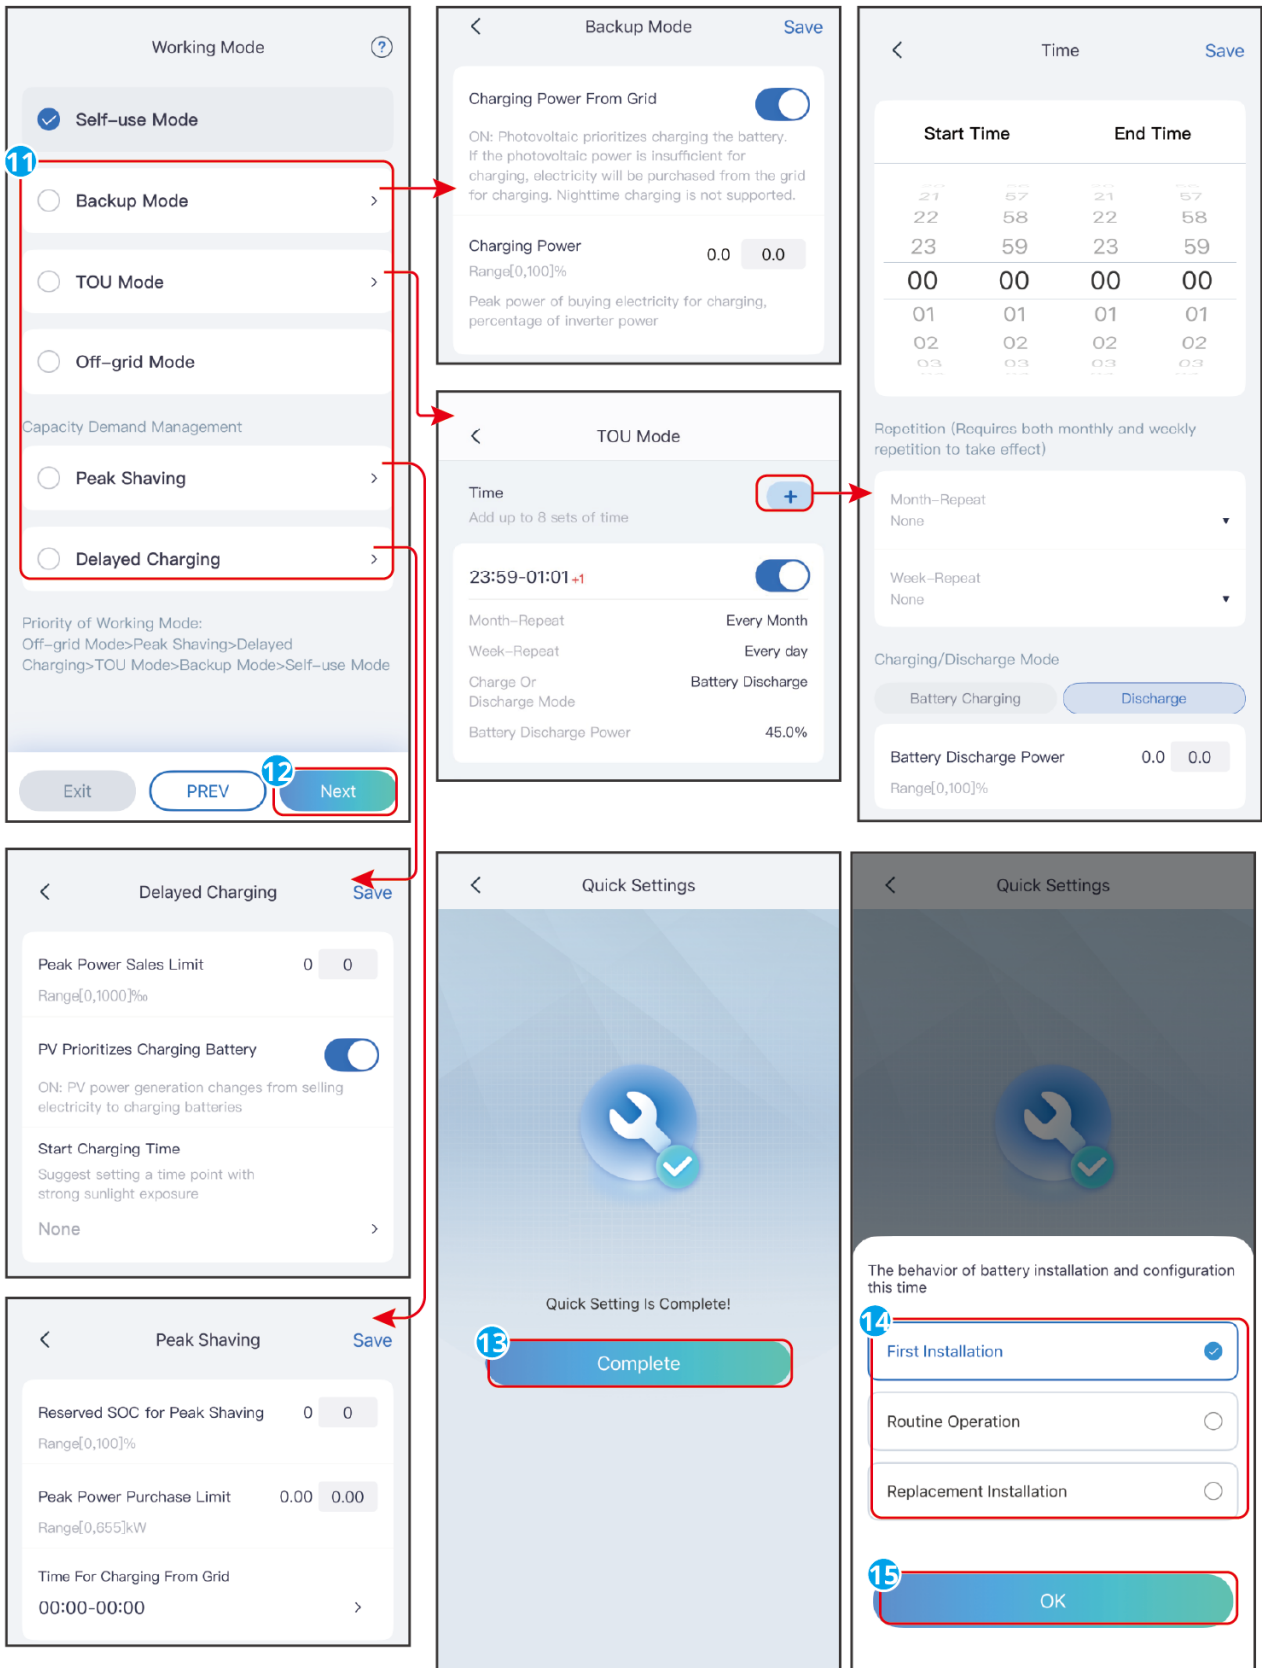 Working Mode
?
Self-use Mode
11
Backup Mode
TOU Mode
Off-grid Mode
Capacity Demand Management
Peak Shaving
Delayed Charging
Priority of Working Mode:
Off-grid Mode>Peak Shaving>Delayed
Charging>TOU Mode>Backup Mode>Self-use Mode
Exit
PREV
12
Next
Backup Mode
Save
Charging Power From Grid
ON: Photovoltaic prioritizes charging the battery.
If the photovoltaic power is insufficient for
charging, electricity will be purchased from the grid
for charging. Nighttime charging is not supported.
Charging Power
0.0 0.0
Range[0,100]%
Peak power of buying electricity for charging,
percentage of inverter power
TOU Mode
Time
+
Add up to 8 sets of time
23:59-01:01 +1
Month-Repeat Every Month
Week-Repeat Every day
Charge Or Battery Discharge
Discharge Mode
Battery Discharge Power 45.0%
Time
Save
Start Time End Time
21 57 21 57
22 58 22 58
23 59 23 59
00 00 00 00
01 01 01 01
02 02 02 02
03 03 03 03
Repetition (Requires both monthly and weekly
repetition to take effect)
Month-Repeat
None
Week-Repeat
None
Charging/Discharge Mode
Battery Charging Discharge
Battery Discharge Power 0.0 0.0
Range[0,100]%
Delayed Charging
Save
Peak Power Sales Limit 0 0
Range[0,1000]‰
PV Prioritizes Charging Battery
ON: PV power generation changes from selling
electricity to charging batteries
Start Charging Time
Suggest setting a time point with
strong sunlight exposure
None
Peak Shaving
Save
Reserved SOC for Peak Shaving 0 0
Range[0,100]%
Peak Power Purchase Limit 0.00 0.00
Range[0,655]kW
Time For Charging From Grid
00:00-00:00
Quick Settings
Quick Setting Is Complete!
13
Complete
Quick Settings
The behavior of battery installation and configuration
this time
14
First Installation
Routine Operation
Replacement Installation
15
OK